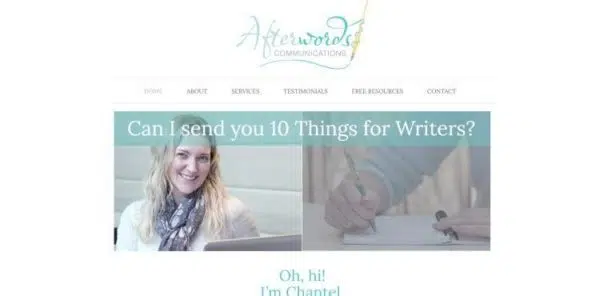 Afterwords
COMMUNICATIONS
HOME ABOUT SERVICES TESTIMONIALS FREE RESOURCES CONTACT
Can I send you 10 Things for Writers?
Oh, hi!
I'm Chantel